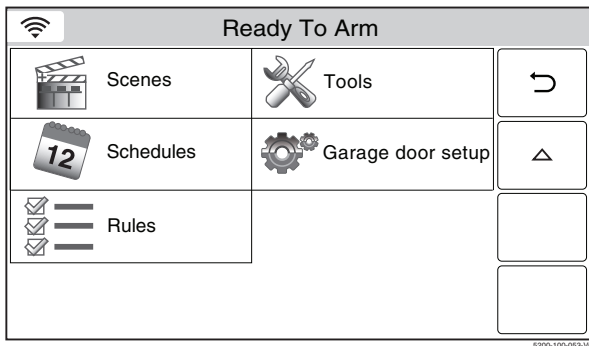 Ready To Arm
Scenes
Tools
12
Schedules
Garage door setup
Rules